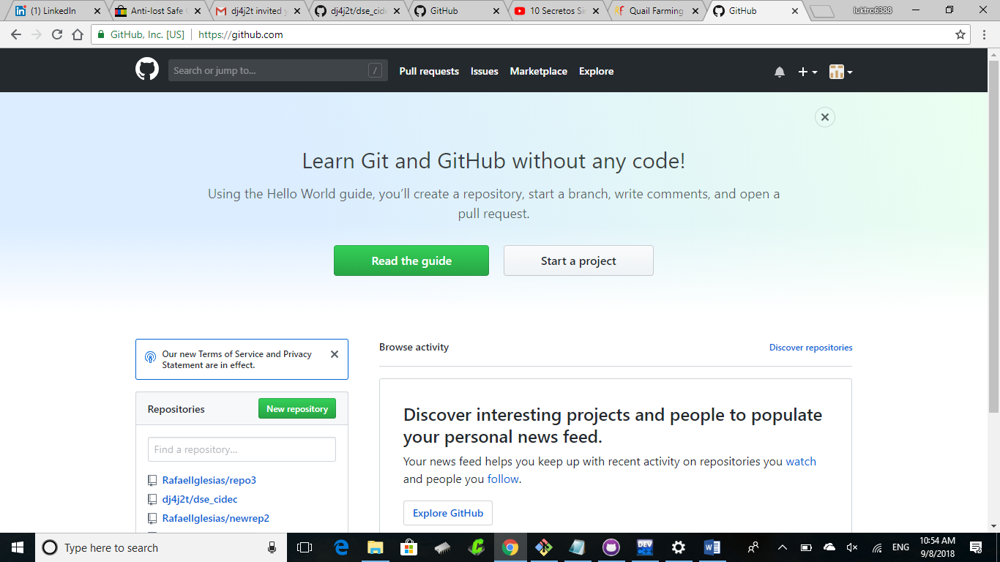 (1) LinkedIn
Anti-lost Safe
dj4j2t invited
dj4j2t/dse_cide
GitHub
10 Secretos Si
Quail Farming
GitHub
luktro6388
GitHub, Inc. [US]
https://github.com
Search or jump to...
/
Pull requests
Issues
Marketplace
Explore
Learn Git and GitHub without any code!
Using the Hello World guide, you’ll create a repository, start a branch, write comments, and open a
pull request.
Read the guide
Start a project
Our new Terms of Service and Privacy
Statement are in effect.
Browse activity
Discover repositories
Repositories
New repository
Find a repository…
RafaelIglesias/repo3
dj4j2t/dse_cidec
RafaelIglesias/newrep2
Discover interesting projects and people to populate
your personal news feed.
Your news feed helps you keep up with recent activity on repositories you watch
and people you follow.
Explore GitHub
Type here to search
DEV
ENG
10:54 AM
9/8/2018